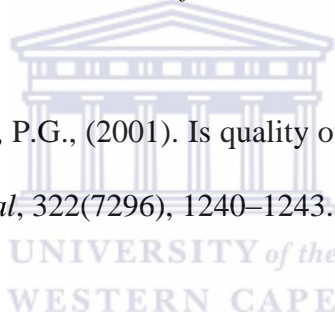 , P.G., (2001). Is quality o
al, 322(7296), 1240–1243.
UNIVERSITY of the
WESTERN CAPE